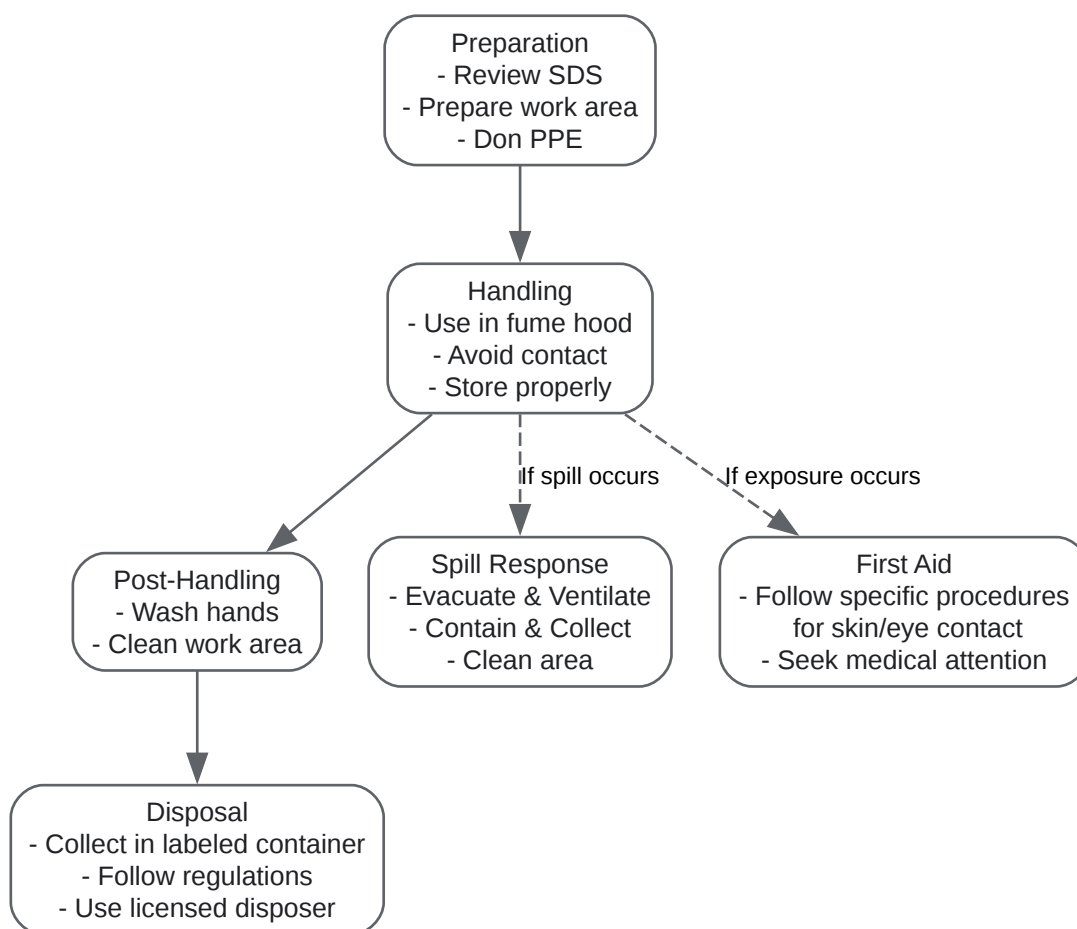 Preparation
- Review SDS
- Prepare work area
- Don PPE
Handling
- Use in fume hood
- Avoid contact
- Store properly
If spill occurs
If exposure occurs
Post-Handling
- Wash hands
- Clean work area
Spill Response
- Evacuate & Ventilate
- Contain & Collect
- Clean area
First Aid
- Follow specific procedures
for skin/eye contact
- Seek medical attention
Disposal
- Collect in labeled container
- Follow regulations
- Use licensed disposer